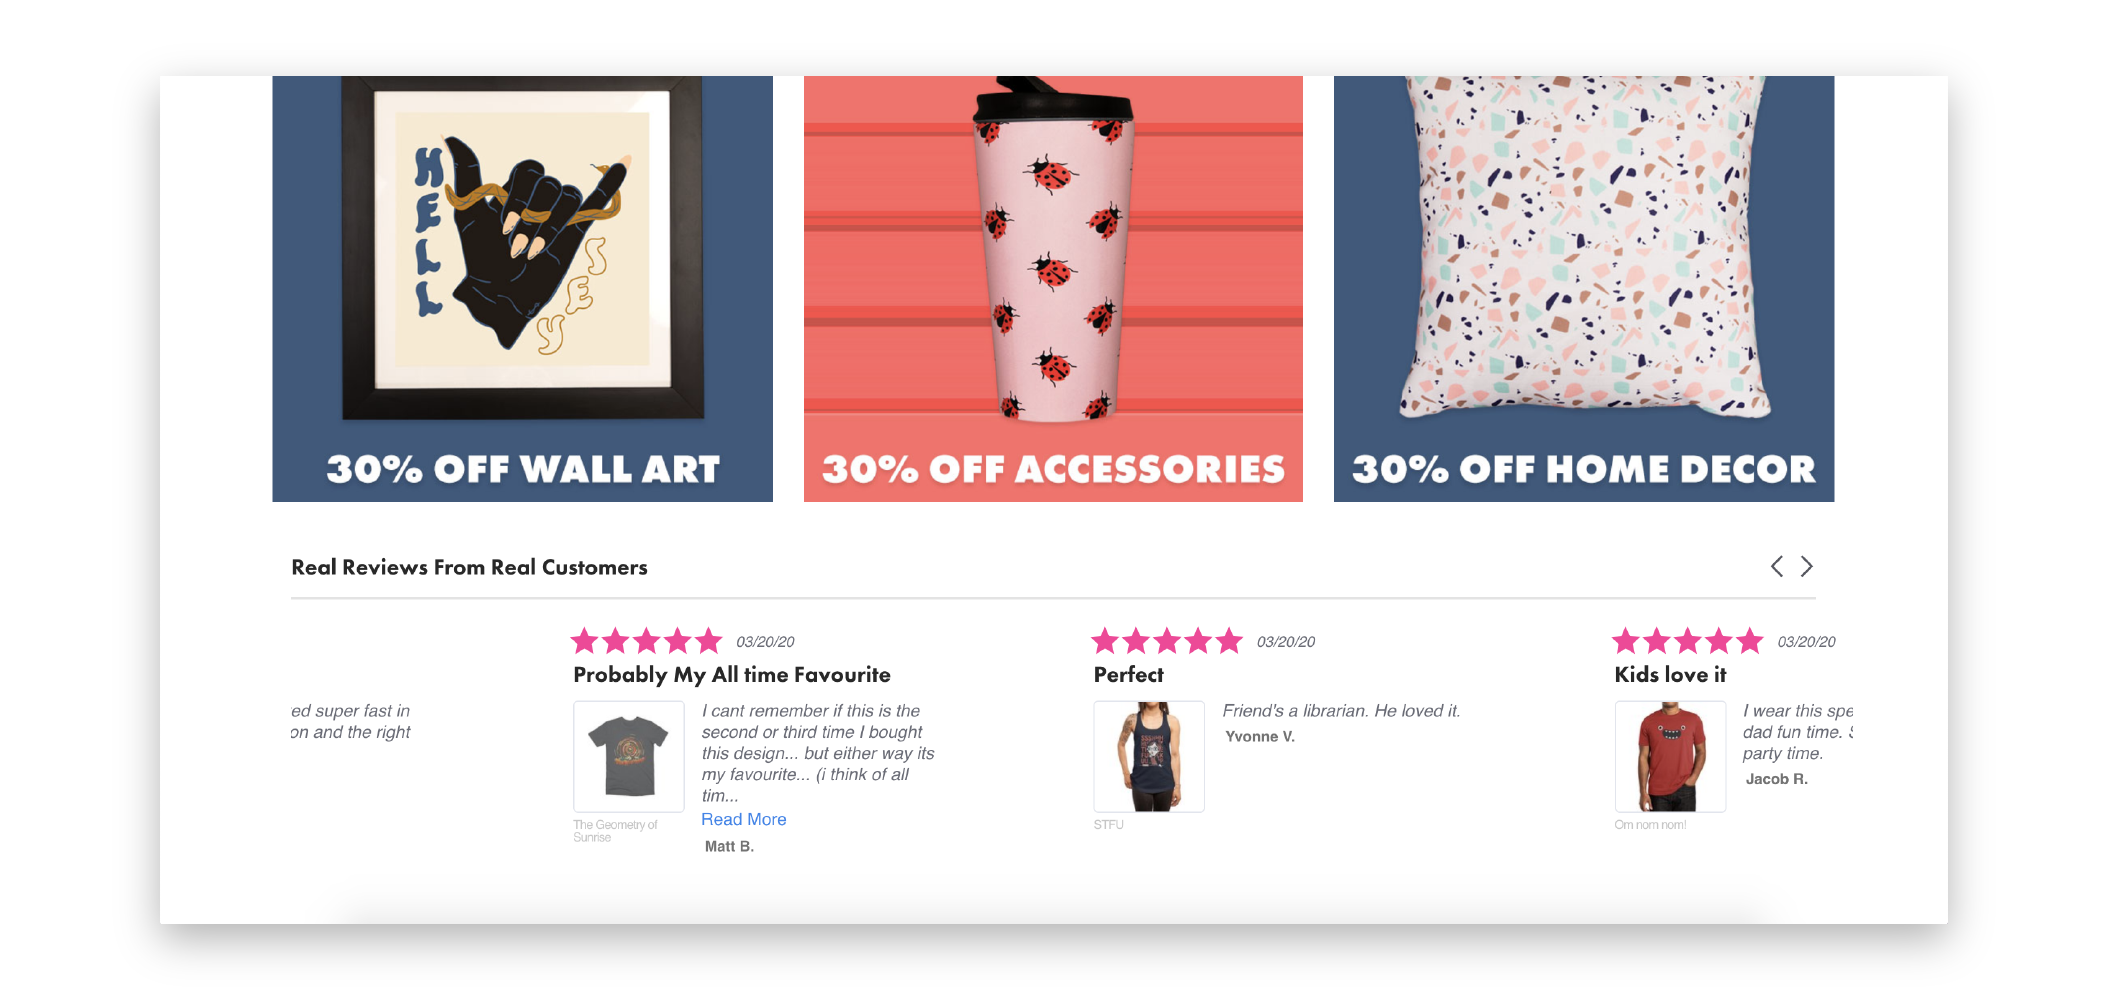 HELL
YES
30% OFF WALL ART
30% OFF ACCESSORIES
30% OFF HOME DECOR
Real Reviews From Real Customers
ed super fast in
on and the right
03/20/20
Probably My All time Favourite
I cant remember if this is the
second or third time I bought
this design... but either way its
my favourite... (i think of all
tim...
Read More
Matt B.
The Geometry of
Sunrise
03/20/20
Perfect
Friend's a librarian. He loved it.
Yvonne V.
STFU
03/20/20
Kids love it
I wear this spe
dad fun time.
party time.
Jacob R.
Om nom nom!